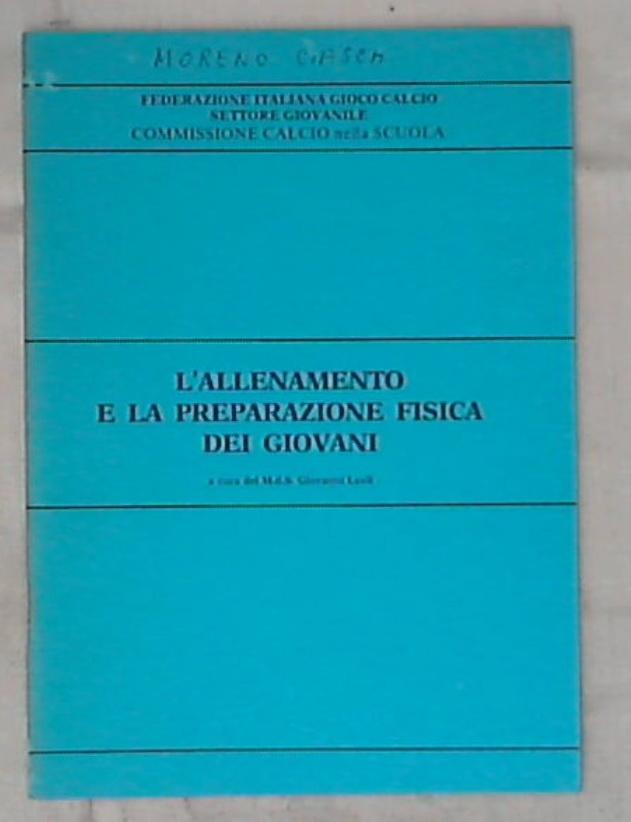 MORENO
FEDERAZIONE ITALIANA GIOCO CALCIO
SETTORE GIOVANILE
COMMISSIONE CALCIO nella SCUOLA
L'ALLENAMENTO
E LA PREPARAZIONE FISICA
DEI GIOVANI
a cura del M.d.S. Giovanni